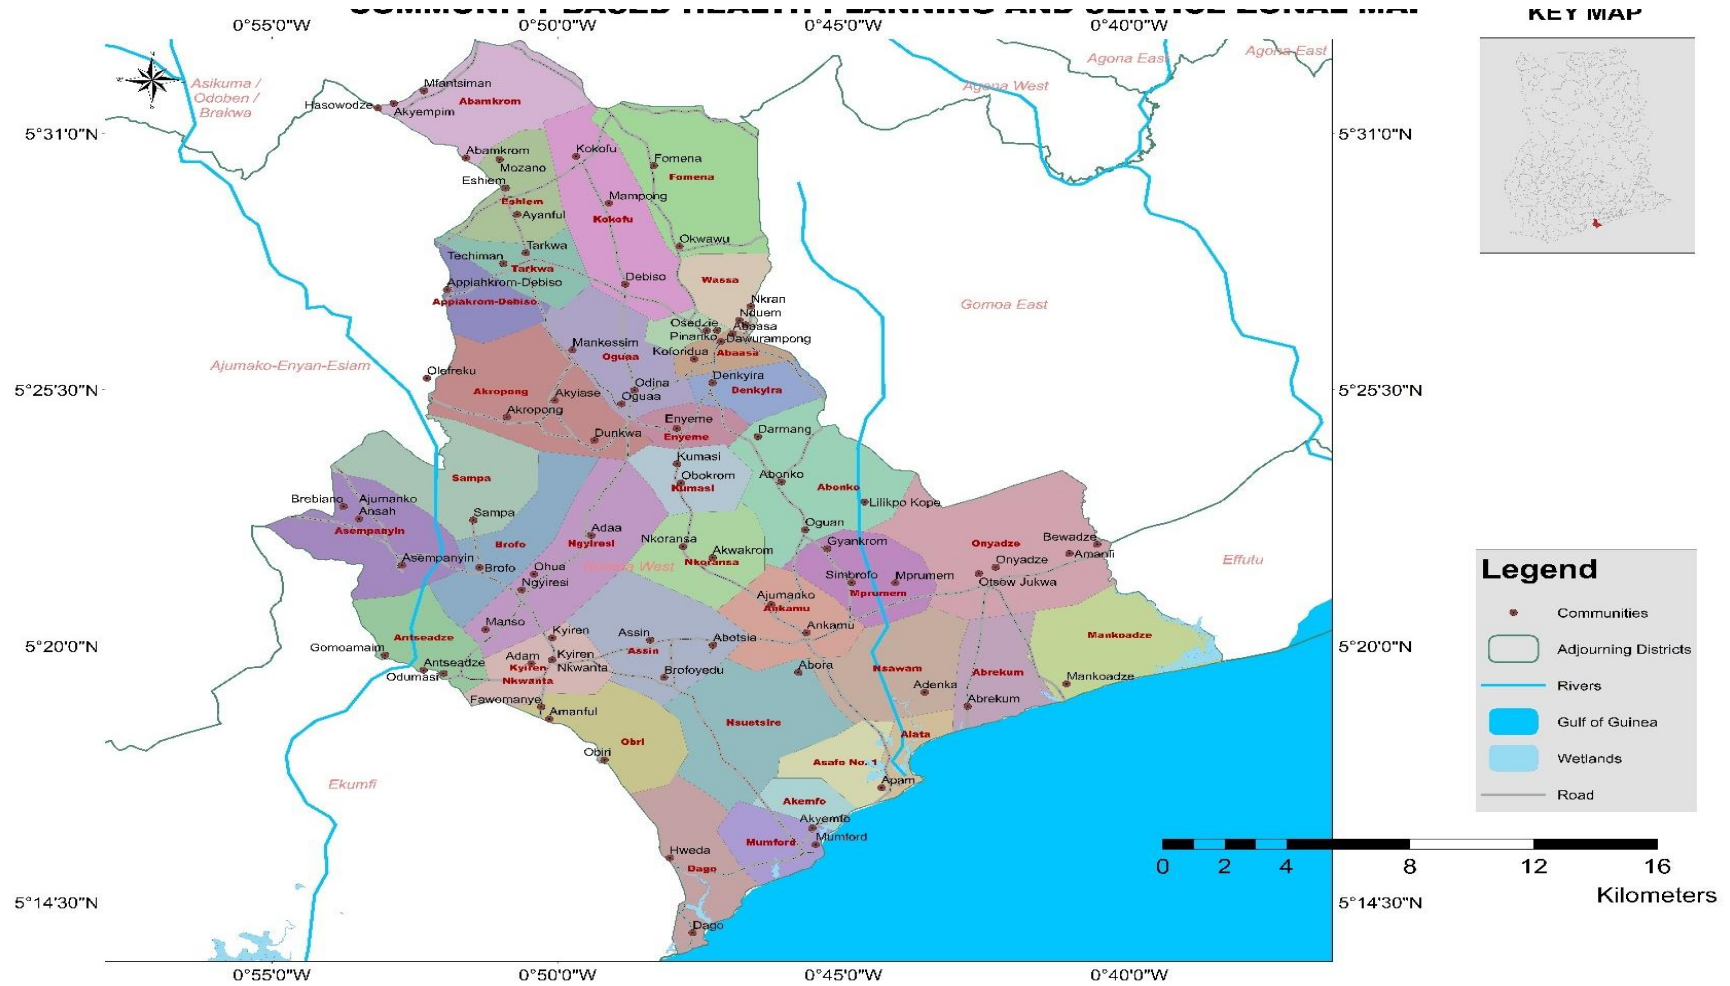 COMMUNITY-BASED HEALTH PLANNING AND SERVICE ZONAL MAP
KEY MAP
0°55'0"W
0°50'0"W
0°45'0"W
0°40'0"W
Agona East
Agona East
Agona West
Asikuma /
Odoben /
Brakwa
Mfantsiman
Hasowodze
Akyempim
Abamkrom
5°31'0"N
5°31'0"N
Abamkrom
Mozano
Kokofu
Fomena
Fomena
Eshiem
Eshiem
Ayanful
Mampong
Kokofu
Okwawu
Tarkwa
Techiman
Tarkwa
Debiso
Wassa
Appiahkrom-Debiso
Appiakrom-Debiso
Nkran
Nduem
Gomoa East
Osedzie
Abaasa
Pinanko
Dawurampong
Mankessim
Oguaa
Koforidua
Abaasa
Ajumako-Enyan-Esiam
Olefreku
Denkyira
Denkyira
5°25'30"N
5°25'30"N
Akropong
Akyiase
Odina
Oguaa
Akropong
Enyeme
Enyeme
Dunkwa
Darmang
Kumasi
Obokrom
Kumasi
Abonko
Abonko
Sampa
Lilikpo Kope
Brebiano
Ajumanko
Ansah
Asempanyin
Sampa
Oguan
Adaa
Ngyiresi
Brofo
Nkoransa
Akwakrom
Nkoransa
Gyankrom
Onyadze
Bewadze
Amanfi
Effutu
Asempanyin
Brofo
Ohua
Ngyiresi
Simbrofo
Mprumem
Mprumem
Onyadze
Otsow Jukwa
Ajumanko
Ankamu
Ankamu
Manso
Antseadze
Kyiren
Assin
Assin
Abotsia
Mankoadze
5°20'0"N
5°20'0"N
Gomoamaim
Antseadze
Odumasi
Adam
Kyiren
Kyiren
Nkwanta
Nkwanta
Brofoyedu
Abora
Nsawam
Adenka
Abrekum
Abrekum
Mankoadze
Fawomanye
Amanful
Obri
Obiri
Nsuetsire
Alata
Asafo No. 1
Apam
Ekumfi
Akemfo
Akyemfo
Mumford
Mumford
Hweda
Dago
Dago
5°14'30"N
5°14'30"N
0°55'0"W
0°50'0"W
0°45'0"W
0°40'0"W
Legend
Communities
Adjourning Districts
Rivers
Gulf of Guinea
Wetlands
Road
0 2 4 8 12 16
Kilometers